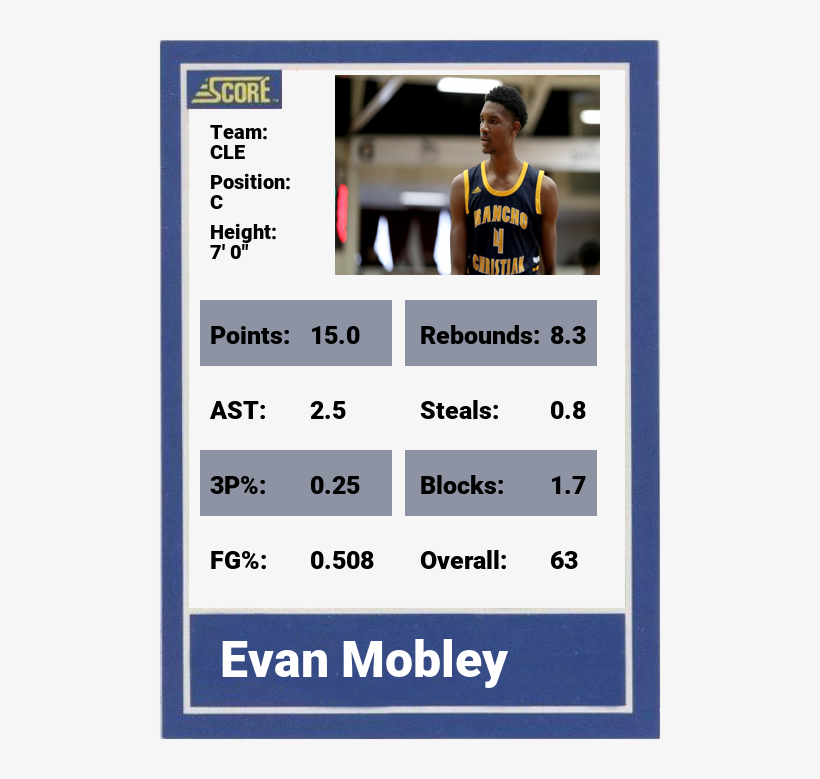 SCORE
Team:
CLE
Position:
C
Height:
7' 0"
RANCHO
4
CHRISTIAN
Points: 15.0 Rebounds: 8.3
AST: 2.5 Steals: 0.8
3P%: 0.25 Blocks: 1.7
FG%: 0.508 Overall: 63
Evan Mobley